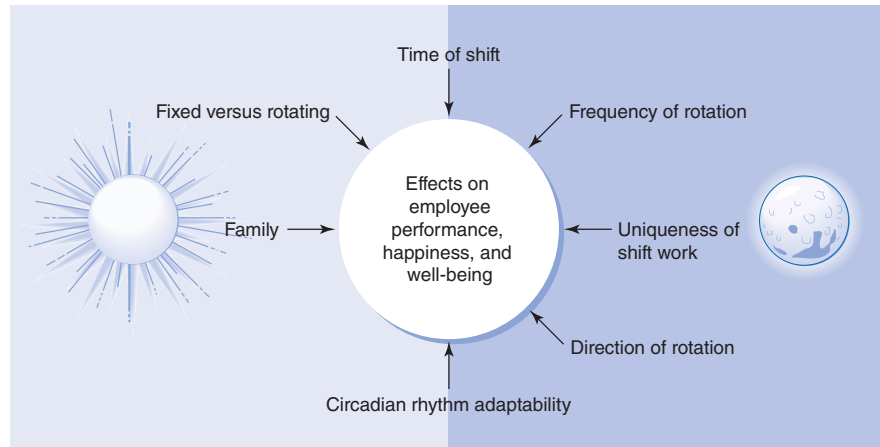 Time of shift
Fixed versus rotating
Frequency of rotation
Effects on
employee
performance,
happiness, and
well-being
Family
Uniqueness of
shift work
Direction of rotation
Circadian rhythm adaptability